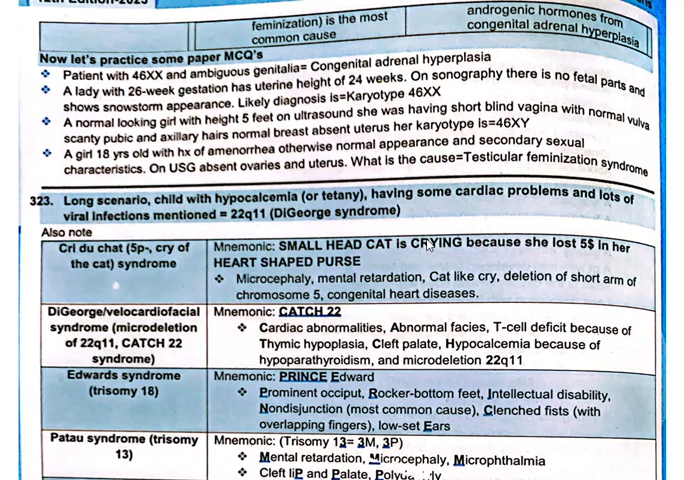 12th Edition-2023
feminization) is the most
common cause
androgenic hormones from
congenital adrenal hyperplasia
Now let's practice some paper MCQ's
❖ Patient with 46XX and ambiguous genitalia= Congenital adrenal hyperplasia
❖ A lady with 26-week gestation has uterine height of 24 weeks. On sonography there is no fetal parts and
shows snowstorm appearance. Likely diagnosis is=Karyotype 46XX
❖ A normal looking girl with height 5 feet on ultrasound she was having short blind vagina with normal vulva
scanty pubic and axillary hairs normal breast absent uterus her karyotype is=46XY
❖ A girl 18 yrs old with hx of amenorrhea otherwise normal appearance and secondary sexual
characteristics. On USG absent ovaries and uterus. What is the cause=Testicular feminization syndrome
323. Long scenario, child with hypocalcemia (or tetany), having some cardiac problems and lots of
viral infections mentioned = 22q11 (DiGeorge syndrome)
Also note
Cri du chat (5p-, cry of
the cat) syndrome
Mnemonic: SMALL HEAD CAT is CRYING because she lost 5$ in her
HEART SHAPED PURSE
❖ Microcephaly, mental retardation, Cat like cry, deletion of short arm of
chromosome 5, congenital heart diseases.
DiGeorge/velocardiofacial
syndrome (microdeletion
of 22q11, CATCH 22
syndrome)
Mnemonic: CATCH 22
❖ Cardiac abnormalities, Abnormal facies, T-cell deficit because of
Thymic hypoplasia, Cleft palate, Hypocalcemia because of
hypoparathyroidism, and microdeletion 22q11
Edwards syndrome
(trisomy 18)
Mnemonic: PRINCE Edward
❖ Prominent occiput, Rocker-bottom feet, Intellectual disability,
Nondisjunction (most cause), Clenched fists (with
overlapping fingers), low-set Ears
Patau syndrome (trisomy
13)
Mnemonic: (Trisomy 13= 3M, 3P)
❖ Mental retardation, Microcephaly, Microphthalmia
❖ Cleft liP and Palate,